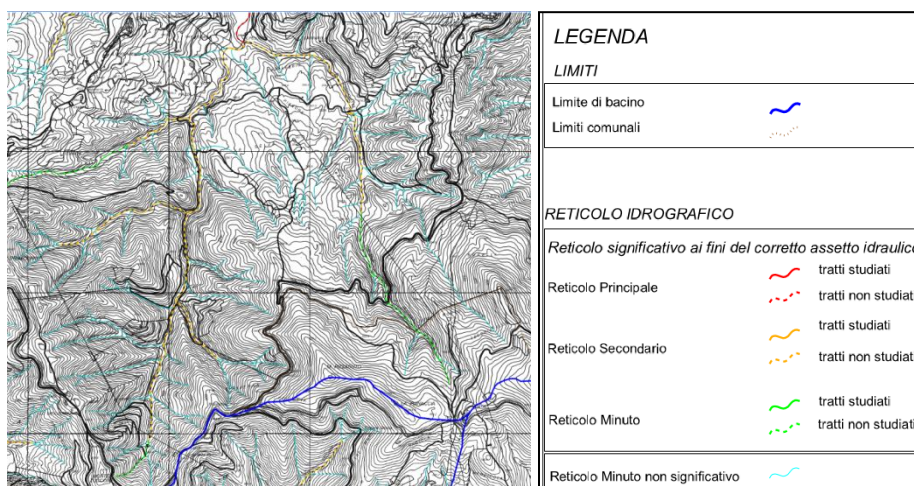 LEGENDA
LIMITI
Limite di bacino
Limiti comunali
RETICOLO IDROGRAFICO
Reticolo significativo ai fini del corretto assetto idraulico
Reticolo Principale
tratti studiati
tratti non studiati
Reticolo Secondario
tratti studiati
tratti non studiati
Reticolo Minuto
tratti studiati
tratti non studiati
Reticolo Minuto non significativo